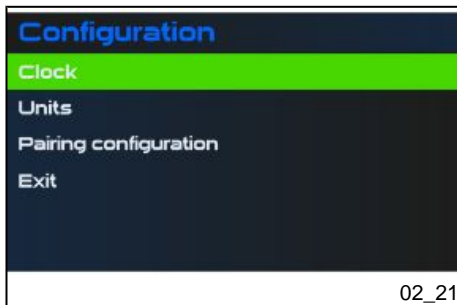 Configuration
Clock
Units
Pairing configuration
Exit
02_21